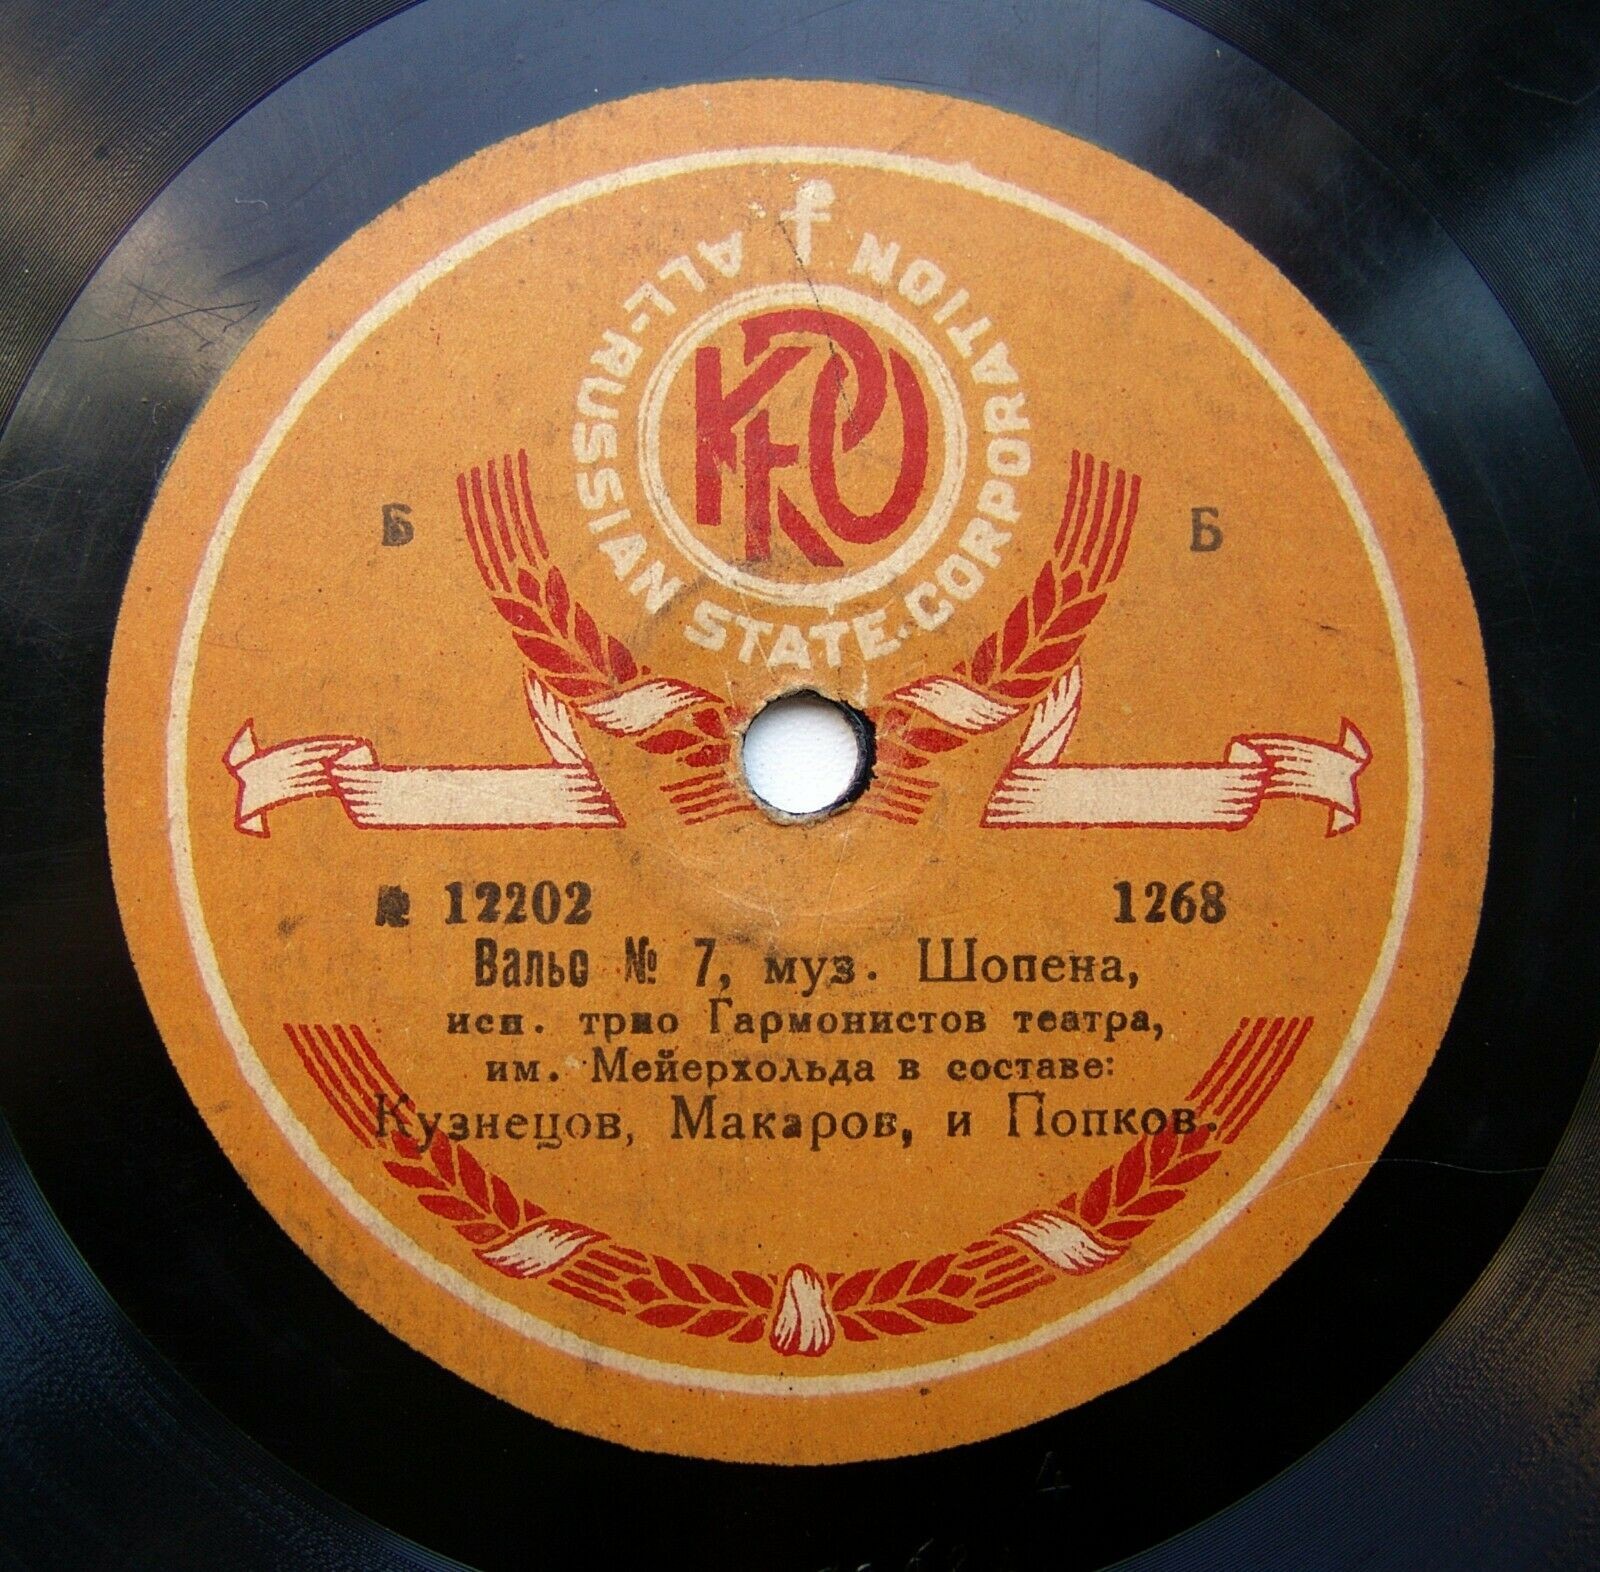 ALL-RUSSIAN STATE-CORPORATION
Б Б
№ 12202 1268
Вальс № 7, муз. Шопена,
исп. трио Гармонистов театра,
им. Мейерхольда в составе:
Кузнецов, Макаров, и Попков.
4